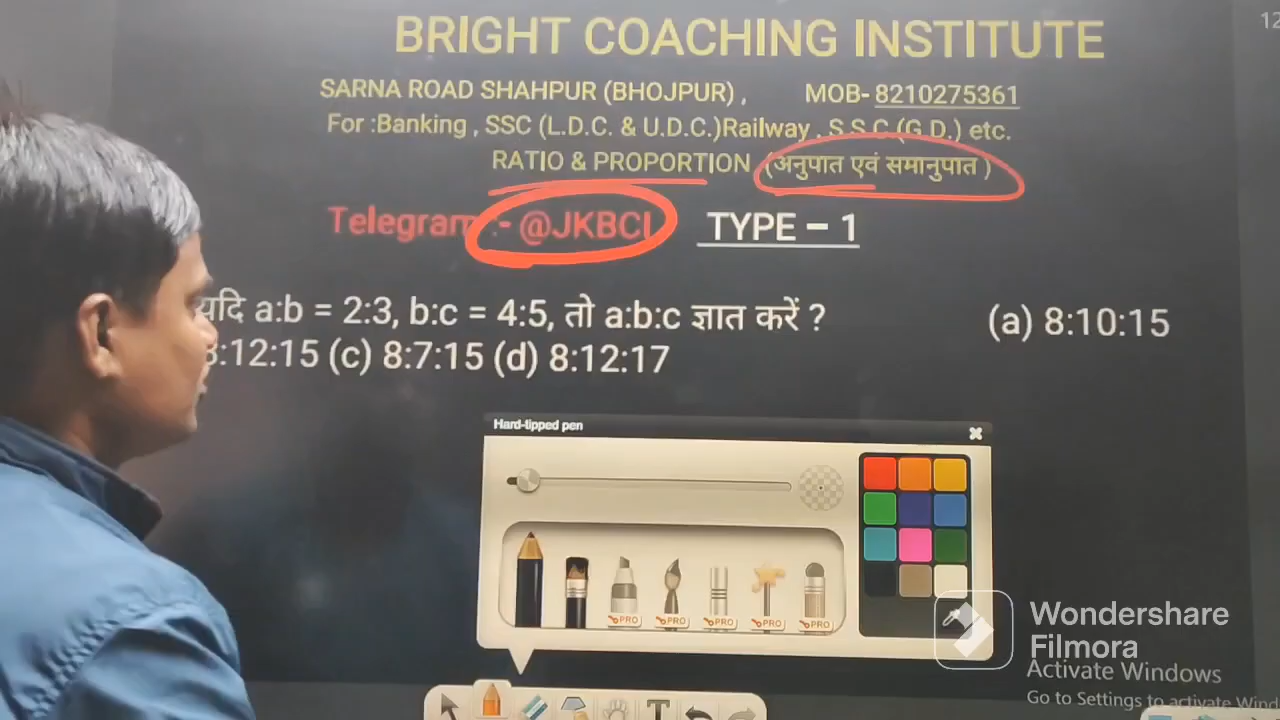 BRIGHT COACHING INSTITUTE
SARNA ROAD SHAHPUR (BHOJPUR) , MOB- 8210275361
For :Banking , SSC (L.D.C. & U.D.C.)Railway , S.S.C (G.D.) etc.
RATIO & PROPORTION (अनुपात एवं समानुपात )
Telegram :- @JKBCI TYPE – 1
यदि a:b = 2:3, b:c = 4:5, तो a:b:c ज्ञात करें ? (a) 8:10:15
8:12:15 (c) 8:7:15 (d) 8:12:17
Hard-tipped pen
PRO PRO PRO PRO PRO
Wondershare
Filmora
Activate Windows
Go to Settings to activate Wind